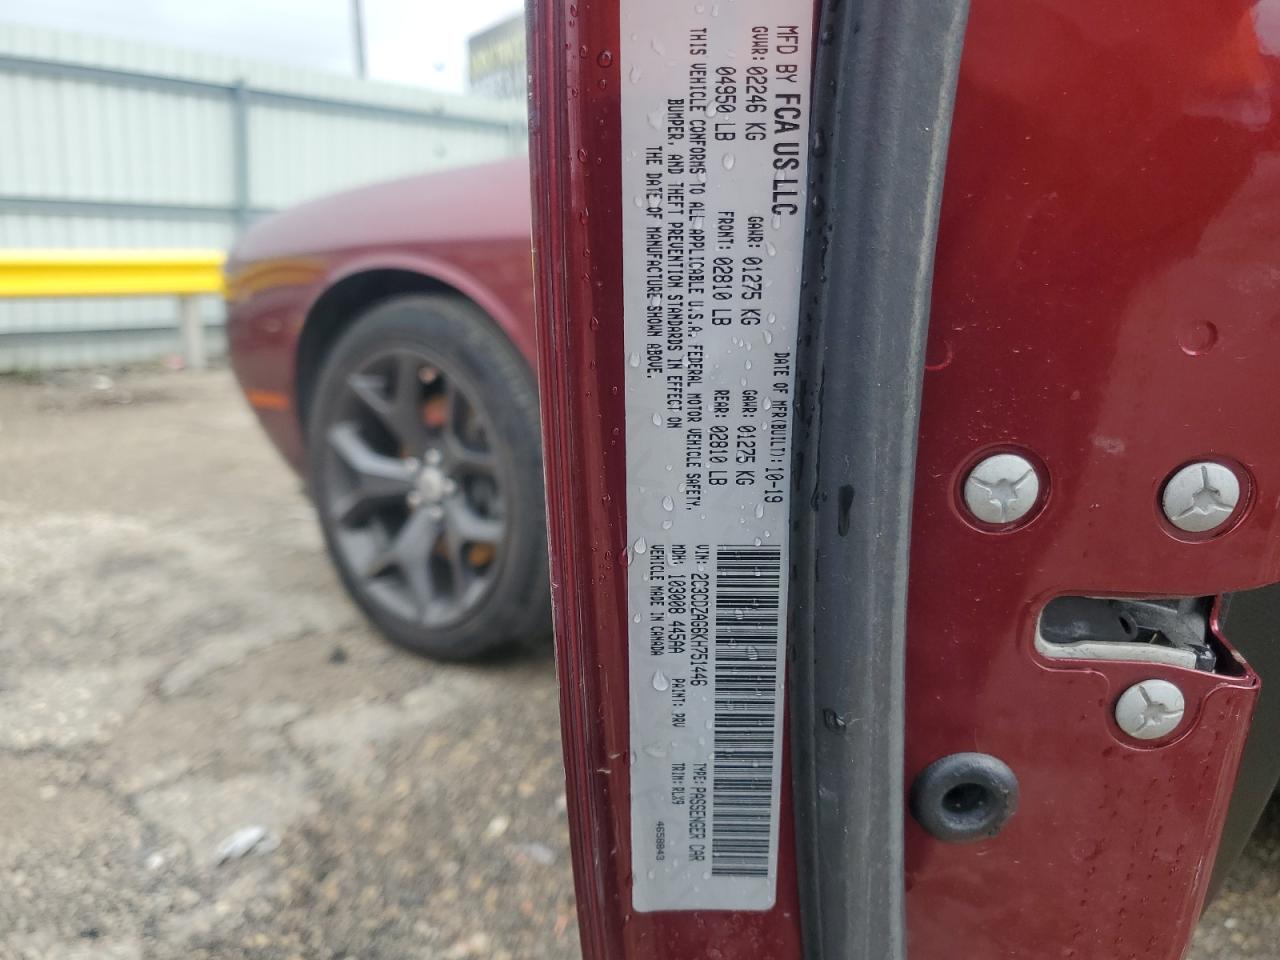 MFD BY FCA US LLC
DATE OF MFR(BUILT): 10-19
GVWR: 02246 KG
GAWR: 01275 KG
GAWR: 01275 KG
04950 LB
FRONT: 02810 LB
REAR: 02810 LB
THIS VEHICLE CONFORMS TO ALL APPLICABLE U.S.A. FEDERAL MOTOR VEHICLE SAFETY,
BUMPER, AND THEFT PREVENTION STANDARDS IN EFFECT ON
THE DATE OF MANUFACTURE SHOWN ABOVE.
VIN: 2C3CDZAG6KH751446
TYPE: PASSENGER CAR
MDH: 103008 445AA
PAINT: PRV
TRIM: RLX9
VEHICLE MADE IN CANADA
4658843